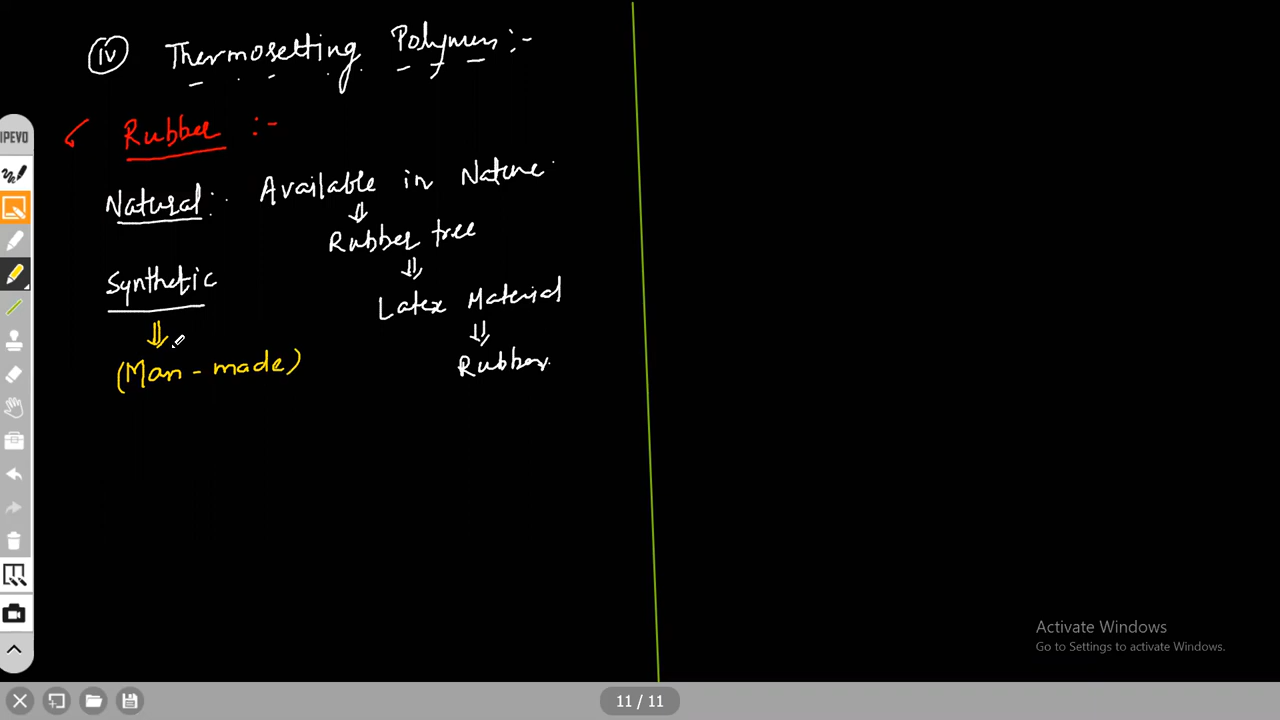 iv Thermosetting Polymers :-
Rubber :-
Natural :- Available in Nature.
⇓
Rubber tree
⇓
Synthetic
Latex Material
⇓
⇓
(Man - made)
Rubber.
IPEVO
11 / 11
Activate Windows
Go to Settings to activate Windows.